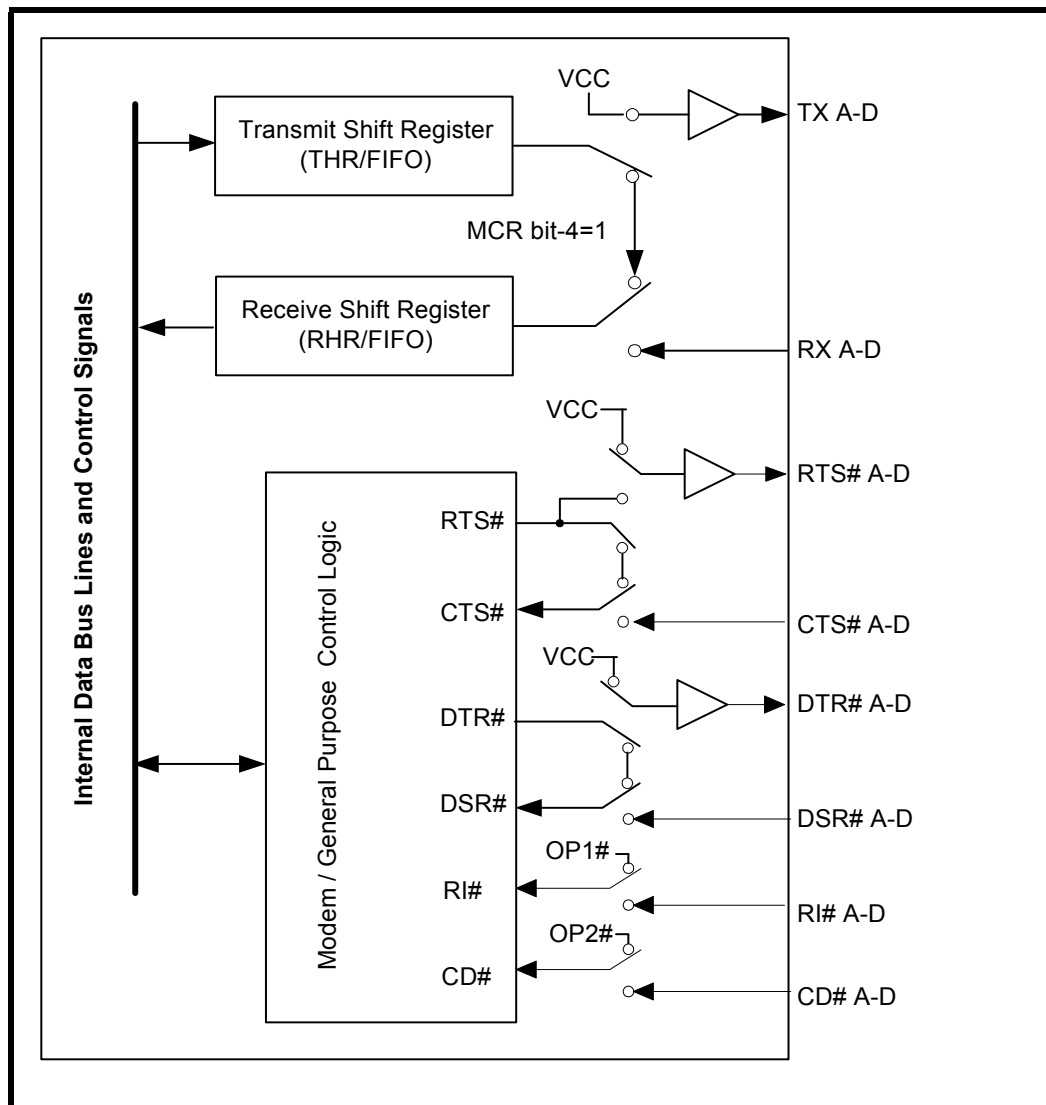 VCC
TX A-D
Transmit Shift Register
(THR/FIFO)
MCR bit-4=1
Receive Shift Register
(RHR/FIFO)
RX A-D
Internal Data Bus Lines and Control Signals
VCC
RTS# A-D
Modem / General Purpose Control Logic
RTS#
CTS#
CTS# A-D
VCC
DTR# A-D
DTR#
DSR#
DSR# A-D
OP1#
RI#
RI# A-D
OP2#
CD#
CD# A-D